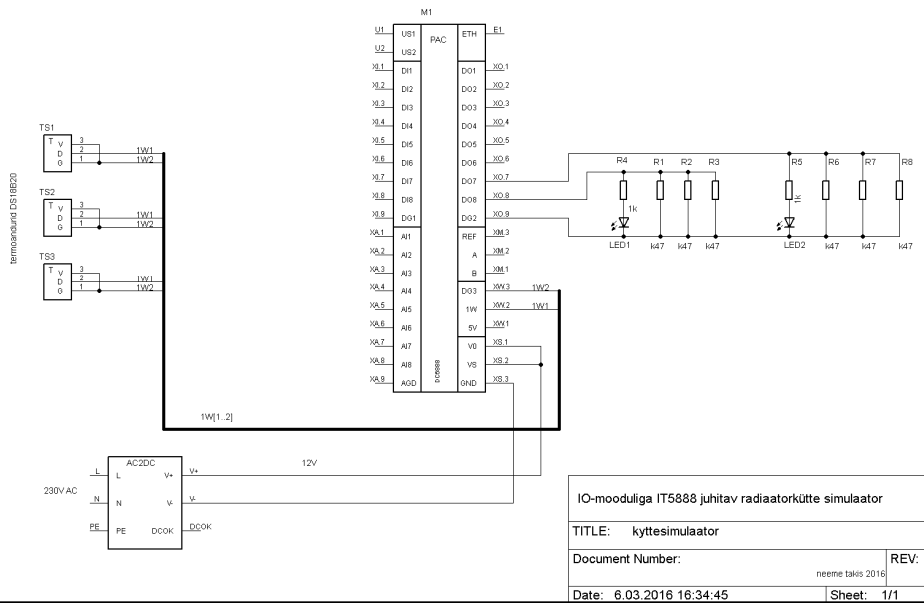 M1
U1 US1 PAC ETH E1
U2 US2
XI.1 DI1 DO1 XO.1
XI.2 DI2 DO2 XO.2
XI.3 DI3 DO3 XO.3
XI.4 DI4 DO4 XO.4
XI.5 DI5 DO5 XO.5
XI.6 DI6 DO6 XO.6
XI.7 DI7 DO7 XO.7
XI.8 DI8 DO8 XO.8
XI.9 DG1 DG2 XO.9
XA.1 AI1 REF XM.3
XA.2 AI2 A XM.2
XA.3 AI3 B XM.1
XA.4 AI4 DG3 XW.3 1W2
XA.5 AI5 1W XW.2 1W1
XA.6 AI6 5V XW.1
XA.7 AI7 V0 XS.1
XA.8 AI8 VS XS.2
XA.9 AGD DC5888 GND XS.3
termoandurid DS18B20
TS1
T V 3
D 2 1W1
G 1 1W2
TS2
T V 3
D 2 1W1
G 1 1W2
TS3
T V 3
D 2 1W1
G 1 1W2
R4 R1 R2 R3 R5 R6 R7 R8
1k 1K
LED1 k47 k47 k47 LED2 k47 k47 k47
1W[1..2]
AC2DC 12V
L L V+ V+
230V AC
N N V- V-
PE PE DCOK DCOK
IO-mooduliga IT5888 juhitav radiaatorkütte simulaator
TITLE: kyttesimulaator
Document Number: REV:
neeme takis 2016
Date: 6.03.2016 16:34:45 Sheet: 1/1